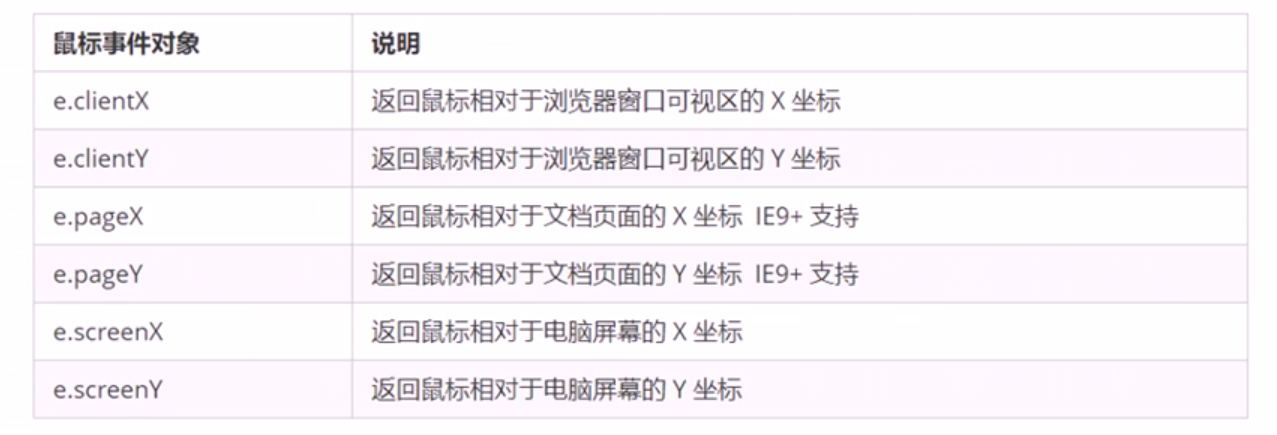 鼠标事件对象 说明
e.clientX 返回鼠标相对于浏览器窗口可视区的 X 坐标
e.clientY 返回鼠标相对于浏览器窗口可视区的 Y 坐标
e.pageX 返回鼠标相对于文档页面的 X 坐标 IE9+ 支持
e.pageY 返回鼠标相对于文档页面的 Y 坐标 IE9+ 支持
e.screenX 返回鼠标相对于电脑屏幕的 X 坐标
e.screenY 返回鼠标相对于电脑屏幕的 Y 坐标